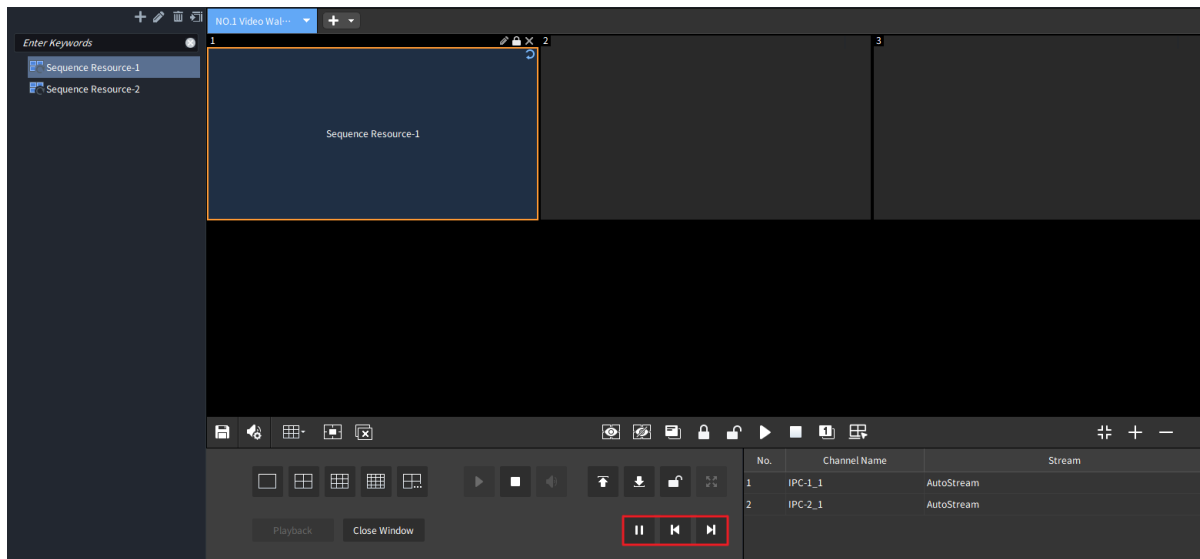 NO.1 Video Wal···
Enter Keywords
1
2
3
Sequence Resource-1
Sequence Resource-2
Sequence Resource-1
1
No. Channel Name Stream
1 IPC-1_1 AutoStream
2 IPC-2_1 AutoStream
Playback Close Window